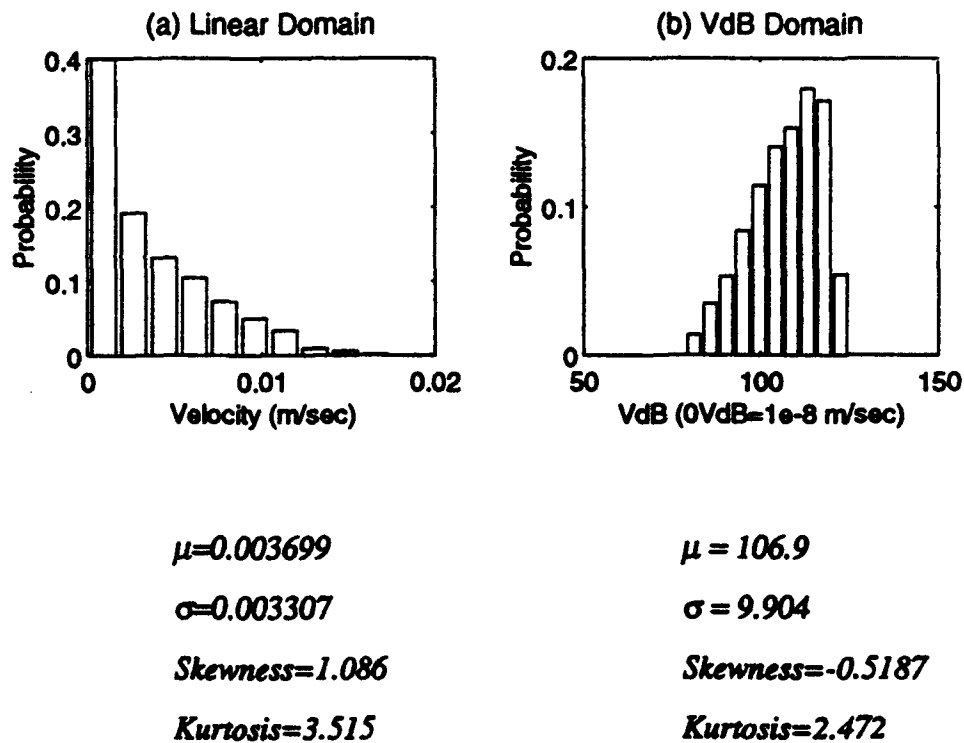 (a) Linear Domain
0.4
0.3
0.2
0.1
0
Probability
0
0.01
0.02
Velocity (m/sec)
(b) VdB Domain
0.2
0.1
0
Probability
50
100
150
VdB (0VdB=1e-8 m/sec)
μ=0.003699
σ=0.003307
Skewness=1.086
Kurtosis=3.515
μ = 106.9
σ = 9.904
Skewness=-0.5187
Kurtosis=2.472